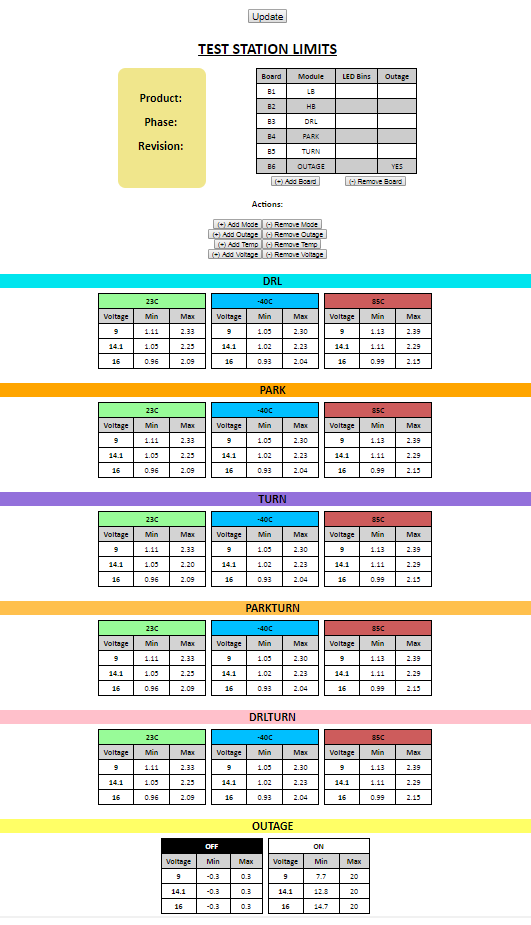 Update
TEST STATION LIMITS
Product:
Phase:
Revision:
Board Module LED Bins Outage
B1 LB
B2 HB
B3 DRL
B4 PARK
B5 TURN
B6 OUTAGE YES
(+) Add Board (-) Remove Board
Actions:
(+) Add Mode (-) Remove Mode
(+) Add Outage (-) Remove Outage
(+) Add Temp (-) Remove Temp
(+) Add Voltage (-) Remove Voltage
DRL
23C -40C 85C
Voltage Min Max Voltage Min Max Voltage Min Max
9 1.11 2.33 9 1.05 2.30 9 1.13 2.39
14.1 1.05 2.25 14.1 1.02 2.23 14.1 1.11 2.29
16 0.96 2.09 16 0.93 2.04 16 0.99 2.15
PARK
23C -40C 85C
Voltage Min Max Voltage Min Max Voltage Min Max
9 1.11 2.33 9 1.05 2.30 9 1.13 2.39
14.1 1.05 2.25 14.1 1.02 2.23 14.1 1.11 2.29
16 0.96 2.09 16 0.93 2.04 16 0.99 2.15
TURN
23C -40C 85C
Voltage Min Max Voltage Min Max Voltage Min Max
9 1.11 2.33 9 1.05 2.30 9 1.13 2.39
14.1 1.05 2.20 14.1 1.02 2.23 14.1 1.11 2.29
16 0.96 2.09 16 0.93 2.04 16 0.99 2.15
PARKTURN
23C -40C 85C
Voltage Min Max Voltage Min Max Voltage Min Max
9 1.11 2.33 9 1.05 2.30 9 1.13 2.39
14.1 1.05 2.25 14.1 1.02 2.23 14.1 1.11 2.29
16 0.96 2.09 16 0.93 2.04 16 0.99 2.15
DRLTURN
23C -40C 85C
Voltage Min Max Voltage Min Max Voltage Min Max
9 1.11 2.33 9 1.05 2.30 9 1.13 2.39
14.1 1.05 2.25 14.1 1.02 2.23 14.1 1.11 2.29
16 0.96 2.09 16 0.93 2.04 16 0.99 2.15
OUTAGE
OFF ON
Voltage Min Max Voltage Min Max
9 -0.3 0.3 9 7.7 20
14.1 -0.3 0.3 14.1 12.8 20
16 -0.3 0.3 16 14.7 20